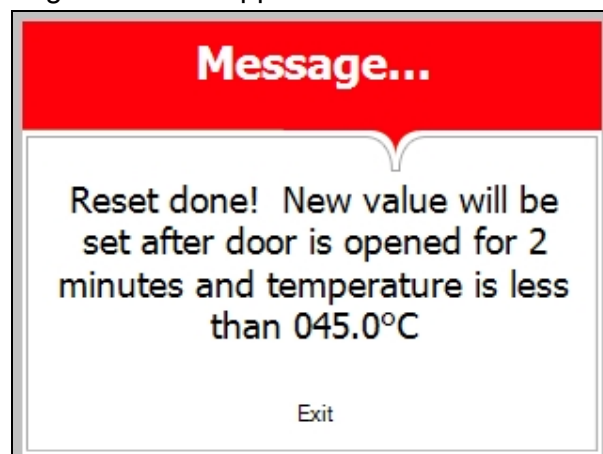 Message...
Reset done!  New value will be
set after door is opened for 2
minutes and temperature is less
than 045.0°C
Exit